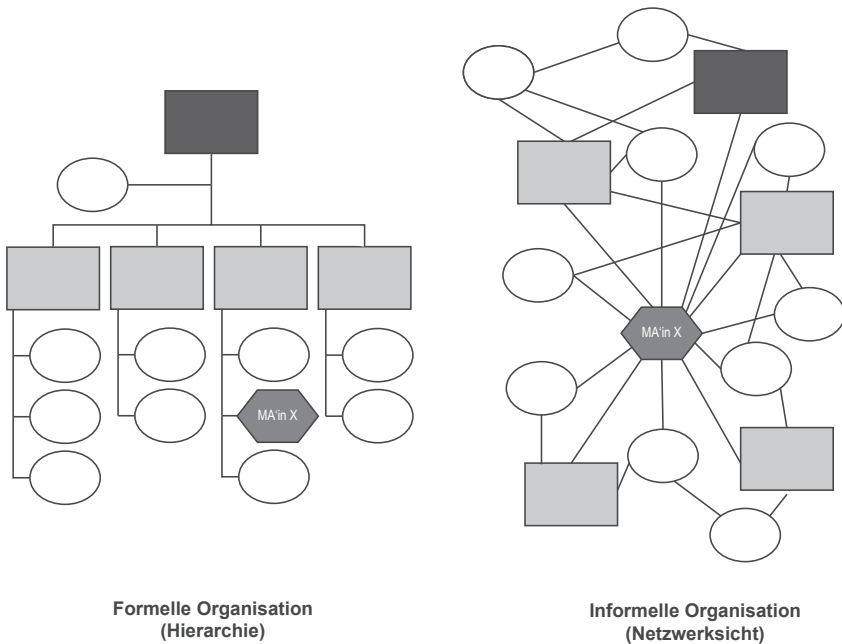 MA‘in X
MA‘in X
Formelle Organisation
(Hierarchie)
Informelle Organisation
(Netzwerksicht)